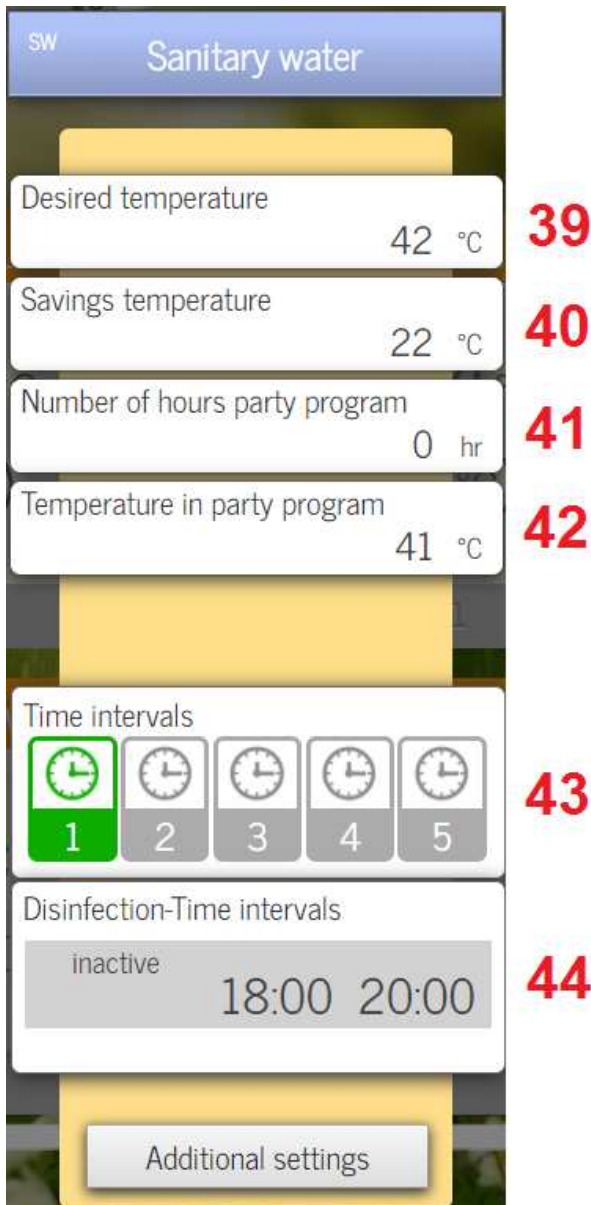 SW
Sanitary water
Desired temperature
42 °C
39
Savings temperature
22 °C
40
Number of hours party program
0 hr
41
Temperature in party program
41 °C
42
Time intervals
1 2 3 4 5
43
Disinfection-Time intervals
inactive
18:00 20:00
44
Additional settings